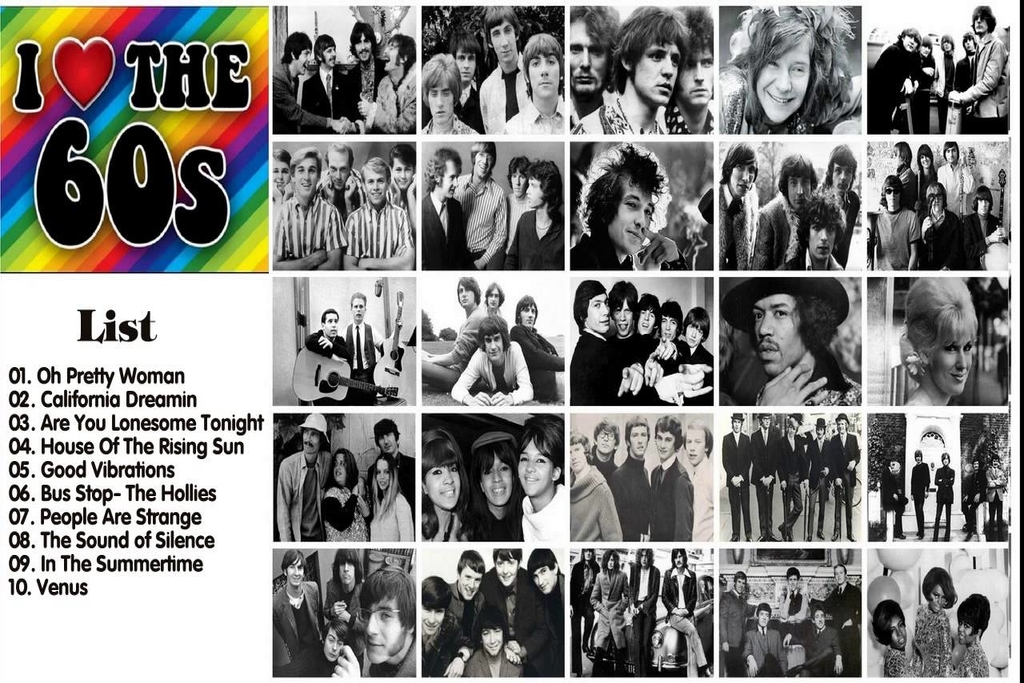 I ❤ THE
60s
List
01. Oh Pretty Woman
02. California Dreamin
03. Are You Lonesome Tonight
04. House Of The Rising Sun
05. Good Vibrations
06. Bus Stop- The Hollies
07. People Are Strange
08. The Sound of Silence
09. In The Summertime
10. Venus